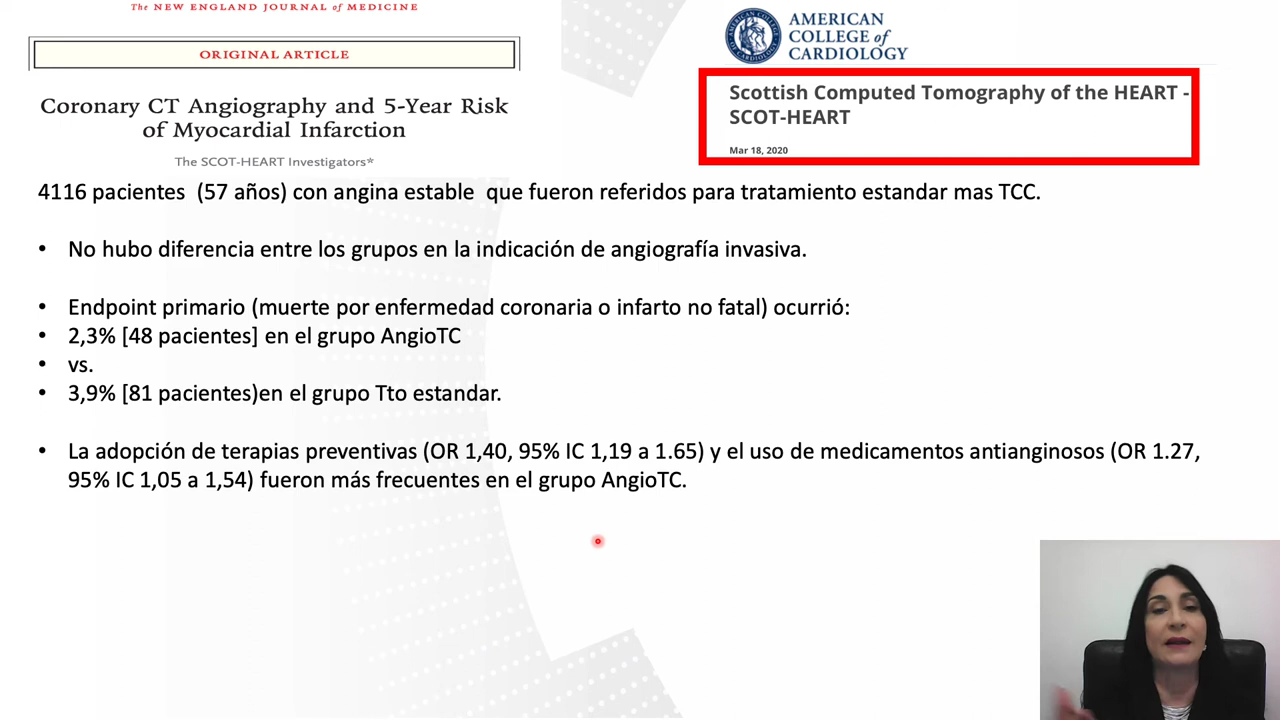 The NEW ENGLAND JOURNAL of MEDICINE
ORIGINAL ARTICLE
Coronary CT Angiography and 5-Year Risk
of Myocardial Infarction
The SCOT-HEART Investigators*
AMERICAN
COLLEGE of
CARDIOLOGY
Scottish Computed Tomography of the HEART -
SCOT-HEART
Mar 18, 2020
4116 pacientes (57 años) con angina estable que fueron referidos para tratamiento estandar mas TCC.
• No hubo diferencia entre los grupos en la indicación de angiografía invasiva.
• Endpoint primario (muerte por enfermedad coronaria o infarto no fatal) ocurrió:
• 2,3% [48 pacientes] en el grupo AngioTC
• vs.
• 3,9% [81 pacientes)en el grupo Tto estandar.
• La adopción de terapias preventivas (OR 1,40, 95% IC 1,19 a 1.65) y el uso de medicamentos antianginosos (OR 1.27,
95% IC 1,05 a 1,54) fueron más frecuentes en el grupo AngioTC.